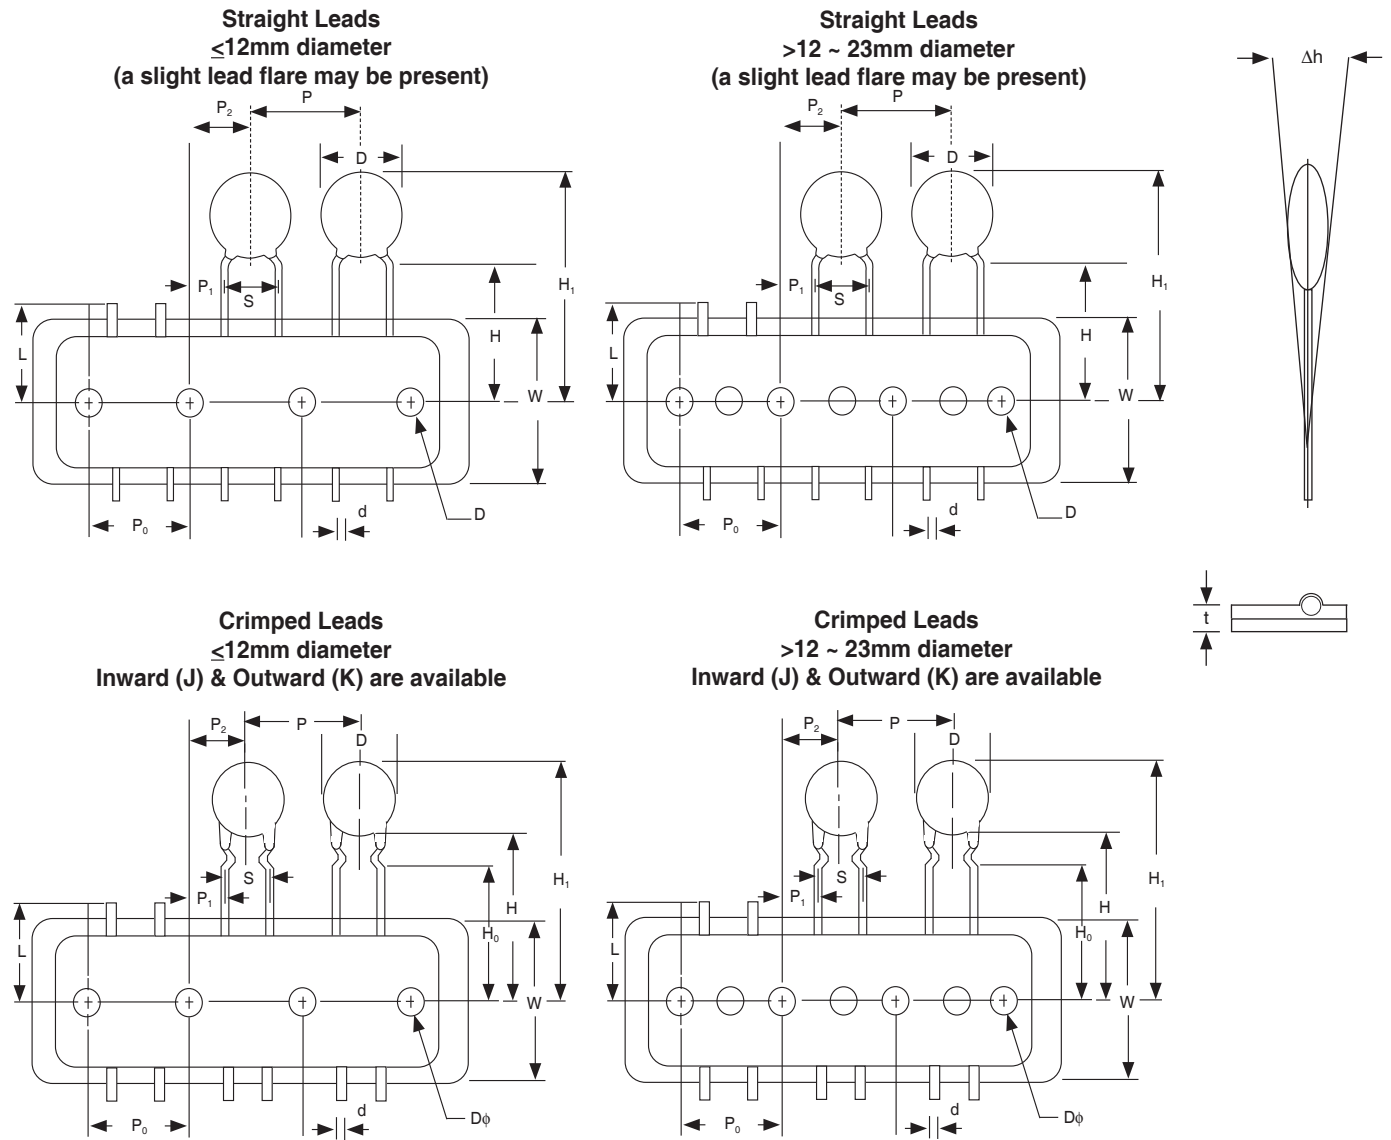 Straight Leads
≤12mm diameter
(a slight lead flare may be present)
P
P₂
D
P₁
S
H₁
H
L
W
P₀
d
D
Straight Leads
>12 ~ 23mm diameter
(a slight lead flare may be present)
P
P₂
D
P₁
S
H₁
H
L
W
P₀
d
D
Δh
t
Crimped Leads
≤12mm diameter
Inward (J) & Outward (K) are available
P₂
P
D
S
P₁
H₁
H
H₀
L
W
P₀
d
Dϕ
Crimped Leads
>12 ~ 23mm diameter
Inward (J) & Outward (K) are available
P₂
P
D
S
P₁
H₁
H
H₀
L
W
P₀
d
Dϕ